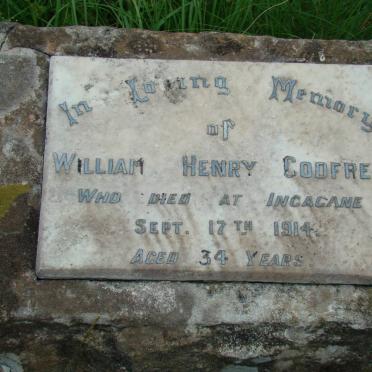 In Loving Memory
of
William Henry Godfre
Who died at Ingagane
Sept. 17th 1914.
Aged 34 Years